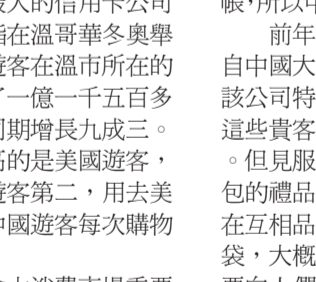 最大的信用卡公司
指在溫哥華冬奧舉
遊客在溫市所在的
了一億一千五百多
同期增長九成三。
高的是美國遊客，
遊客第二，用去美
中國遊客每次購物
帳，所以中
前年
自中國大
該公司特
這些貴客
。但見服
包的禮品
在互相品
袋，大概